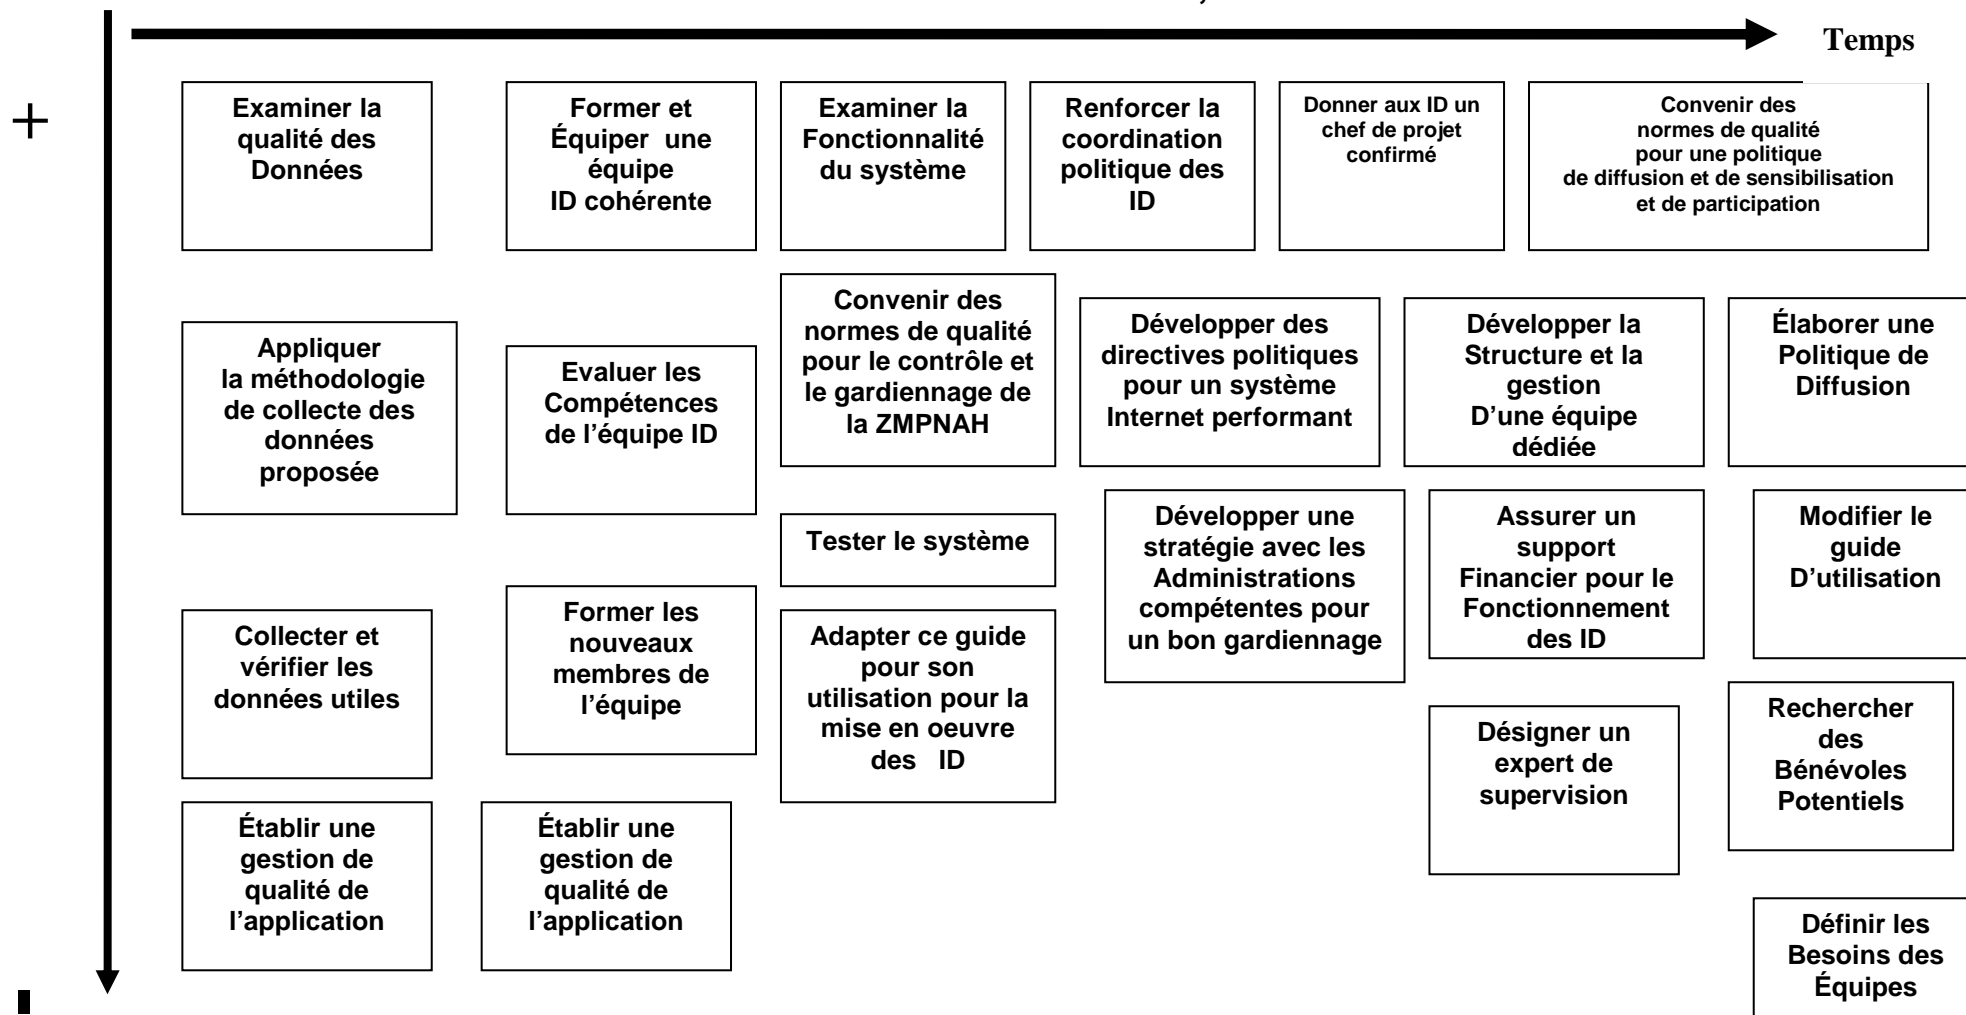 Temps
+
Examiner la
qualité des
Données
Former et
Équiper une
équipe
ID cohérente
Examiner la
Fonctionnalité
du système
Renforcer la
coordination
politique des
ID
Donner aux ID un
chef de projet
confirmé
Convenir des
normes de qualité
pour une politique
de diffusion et de sensibilisation
et de participation
Appliquer
la méthodologie
de collecte des
données
proposée
Evaluer les
Compétences
de l’équipe ID
Convenir des
normes de qualité
pour le contrôle et
le gardiennage de
la ZMPNAH
Développer des
directives politiques
pour un système
Internet performant
Développer la
Structure et la
gestion
D’une équipe
dédiée
Élaborer une
Politique de
Diffusion
Tester le système
Développer une
stratégie avec les
Administrations
compétentes pour
un bon gardiennage
Assurer un
support
Financier pour le
Fonctionnement
des ID
Modifier le
guide
D’utilisation
Collecter et
vérifier les
données utiles
Former les
nouveaux
membres de
l’équipe
Adapter ce guide
pour son
utilisation pour la
mise en oeuvre
des ID
Désigner un
expert de
supervision
Rechercher
des
Bénévoles
Potentiels
Établir une
gestion de
qualité de
l’application
Établir une
gestion de
qualité de
l’application
Définir les
Besoins des
Équipes